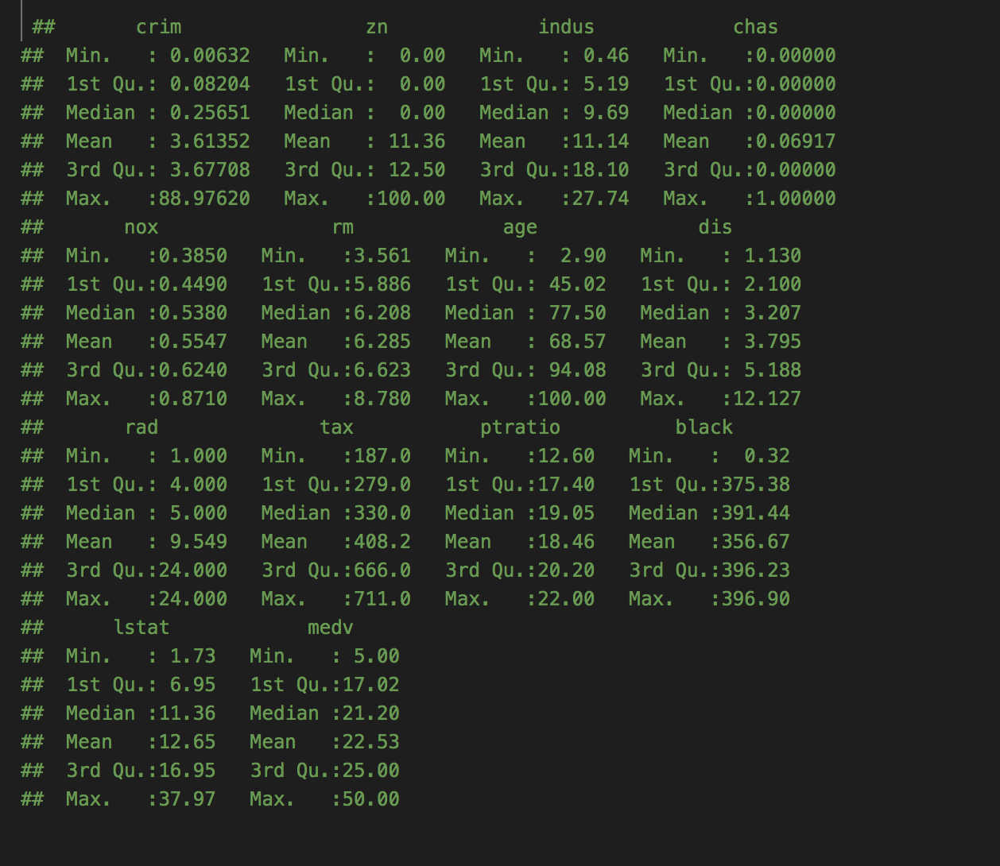 ##       crim                zn             indus            chas
##  Min.   : 0.00632   Min.   :  0.00   Min.   : 0.46   Min.   :0.00000
##  1st Qu.: 0.08204   1st Qu.:  0.00   1st Qu.: 5.19   1st Qu.:0.00000
##  Median : 0.25651   Median :  0.00   Median : 9.69   Median :0.00000
##  Mean   : 3.61352   Mean   : 11.36   Mean   :11.14   Mean   :0.06917
##  3rd Qu.: 3.67708   3rd Qu.: 12.50   3rd Qu.:18.10   3rd Qu.:0.00000
##  Max.   :88.97620   Max.   :100.00   Max.   :27.74   Max.   :1.00000
##       nox               rm             age              dis
##  Min.   :0.3850   Min.   :3.561   Min.   :  2.90   Min.   : 1.130
##  1st Qu.:0.4490   1st Qu.:5.886   1st Qu.: 45.02   1st Qu.: 2.100
##  Median :0.5380   Median :6.208   Median : 77.50   Median : 3.207
##  Mean   :0.5547   Mean   :6.285   Mean   : 68.57   Mean   : 3.795
##  3rd Qu.:0.6240   3rd Qu.:6.623   3rd Qu.: 94.08   3rd Qu.: 5.188
##  Max.   :0.8710   Max.   :8.780   Max.   :100.00   Max.   :12.127
##       rad              tax           ptratio          black
##  Min.   : 1.000   Min.   :187.0   Min.   :12.60   Min.   :  0.32
##  1st Qu.: 4.000   1st Qu.:279.0   1st Qu.:17.40   1st Qu.:375.38
##  Median : 5.000   Median :330.0   Median :19.05   Median :391.44
##  Mean   : 9.549   Mean   :408.2   Mean   :18.46   Mean   :356.67
##  3rd Qu.:24.000   3rd Qu.:666.0   3rd Qu.:20.20   3rd Qu.:396.23
##  Max.   :24.000   Max.   :711.0   Max.   :22.00   Max.   :396.90
##      lstat            medv
##  Min.   : 1.73   Min.   : 5.00
##  1st Qu.: 6.95   1st Qu.:17.02
##  Median :11.36   Median :21.20
##  Mean   :12.65   Mean   :22.53
##  3rd Qu.:16.95   3rd Qu.:25.00
##  Max.   :37.97   Max.   :50.00